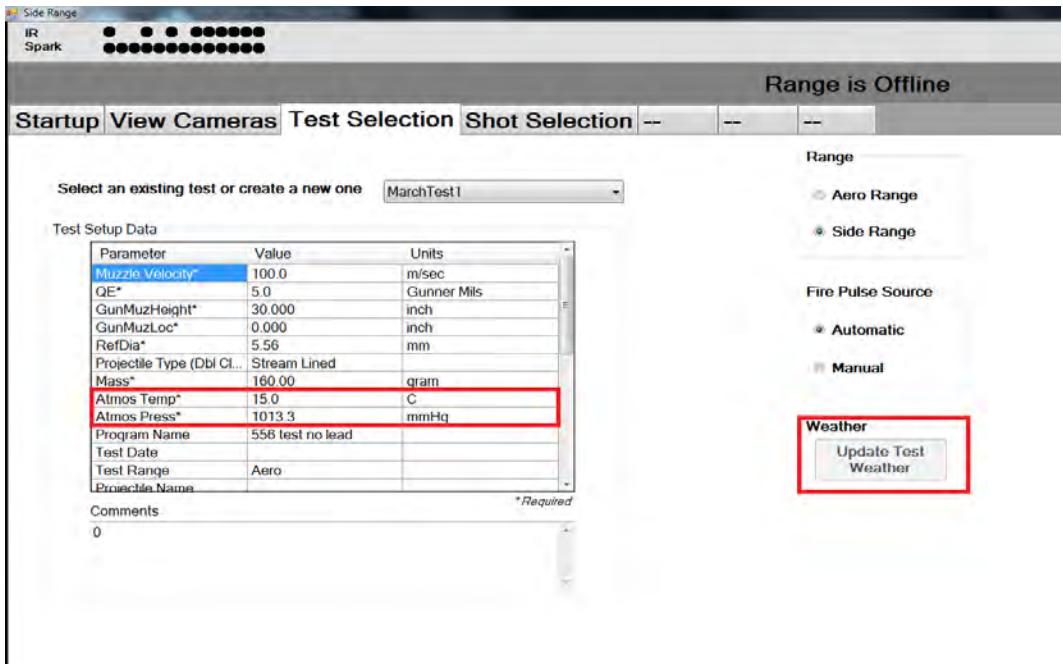 Side Range
IR
Spark
Range is Offline
Startup View Cameras Test Selection Shot Selection -- -- --
Select an existing test or create a new one MarchTest1
Test Setup Data
Parameter Value Units
Muzzle Velocity* 100.0 m/sec
QE* 5.0 Gunner Mils
GunMuzHeight* 30.000 inch
GunMuzLoc* 0.000 inch
RefDia* 5.56 mm
Projectile Type (Dbl Cl... Stream Lined
Mass* 160.00 gram
Atmos Temp* 15.0 C
Atmos Press* 1013.3 mmHg
Program Name 556 test no lead
Test Date
Test Range Aero
Projectile Name
*Required
Comments
0
Range
Aero Range
Side Range
Fire Pulse Source
Automatic
Manual
Weather
Update Test
Weather